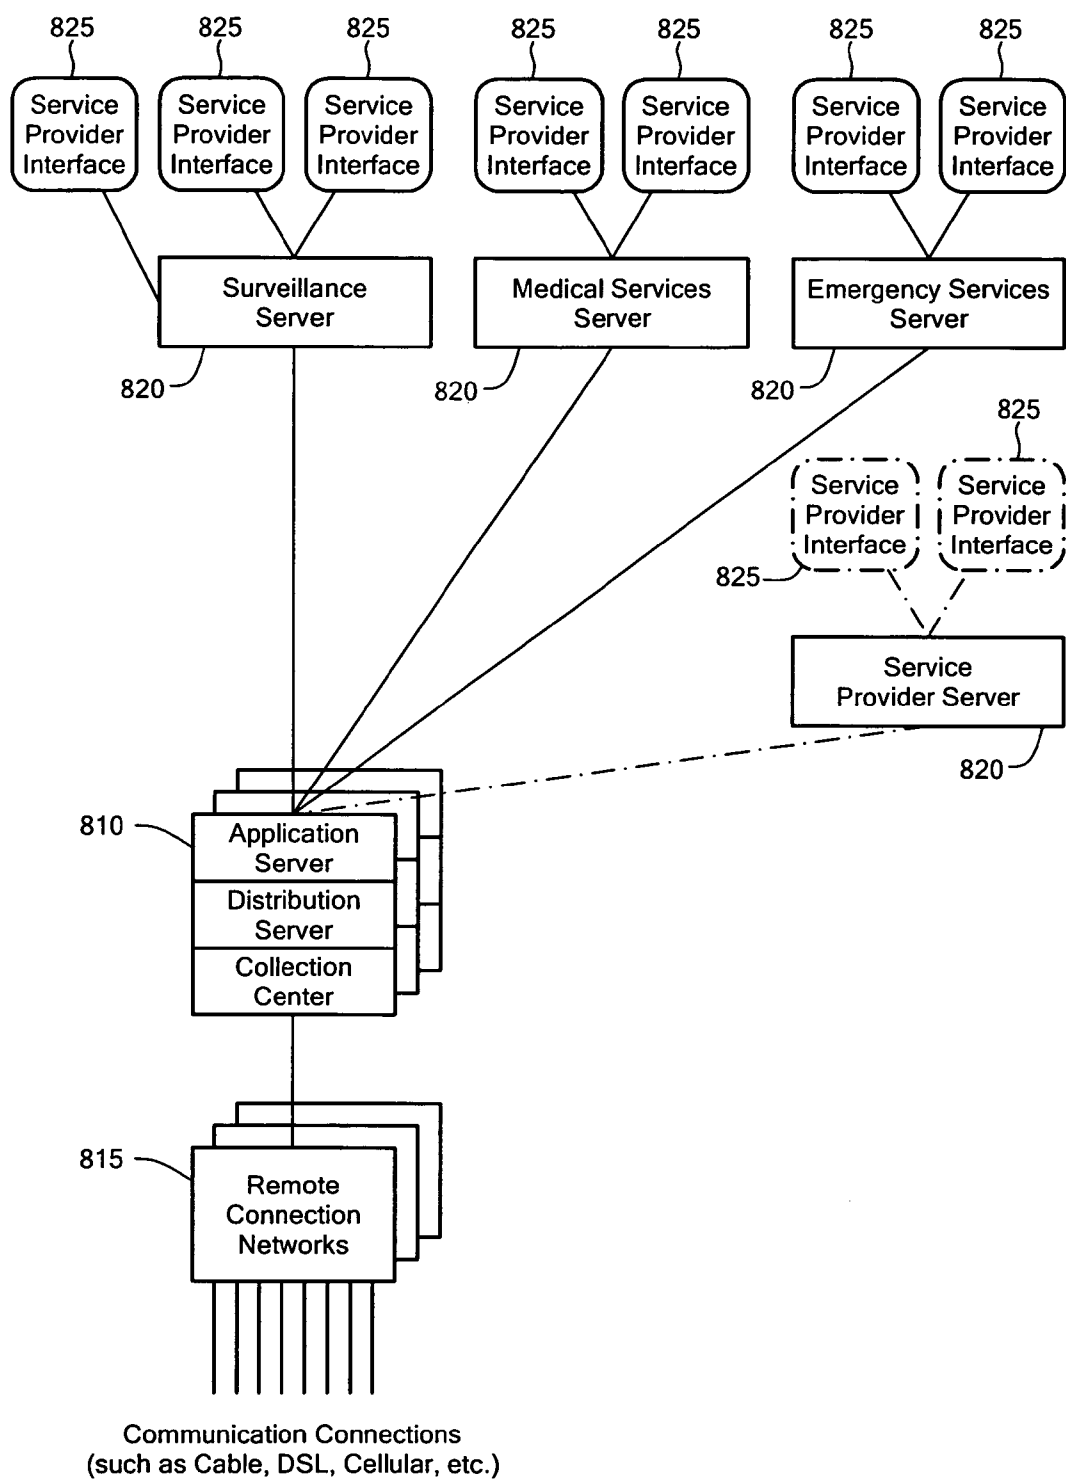 825 825 825 825 825 825 825
Service Service Service Service Service Service Service
Provider Provider Provider Provider Provider Provider Provider
Interface Interface Interface Interface Interface Interface Interface
Surveillance
Server
Medical Services
Server
Emergency Services
Server
820 820 820
825
Service Service
Provider Provider
Interface Interface
825
Service
Provider Server
820
810
Application
Server
Distribution
Server
Collection
Center
815
Remote
Connection
Networks
Communication Connections
(such as Cable, DSL, Cellular, etc.)